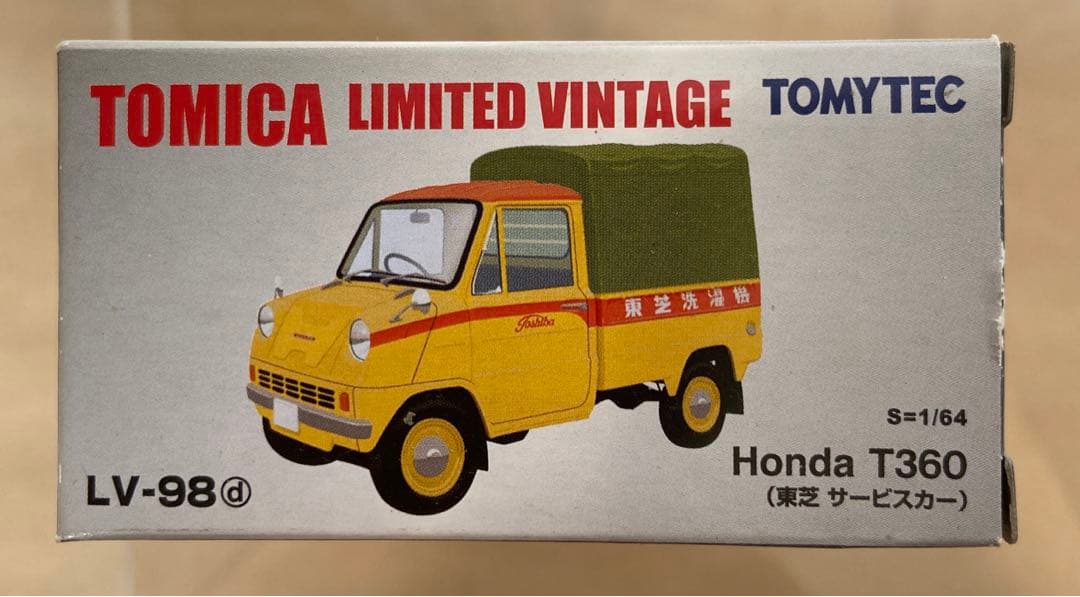 TOMICA LIMITED VINTAGE TOMYTEC
東芝洗濯機
Toshiba
S=1/64
Honda T360
(東芝 サービスカー)
LV-98ⓓ